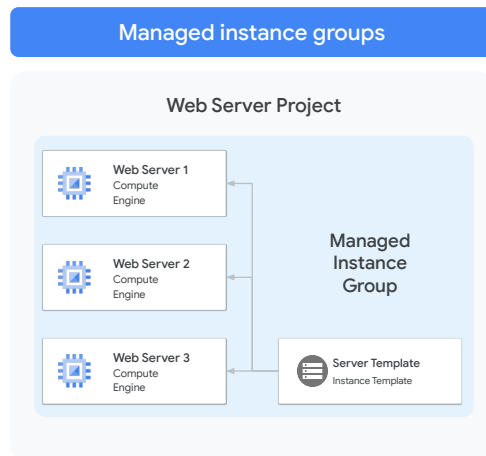 Managed instance groups
Web Server Project
Web Server 1
Compute
Engine
Web Server 2
Compute
Engine
Managed
Instance
Group
Web Server 3
Compute
Engine
Server Template
Instance Template